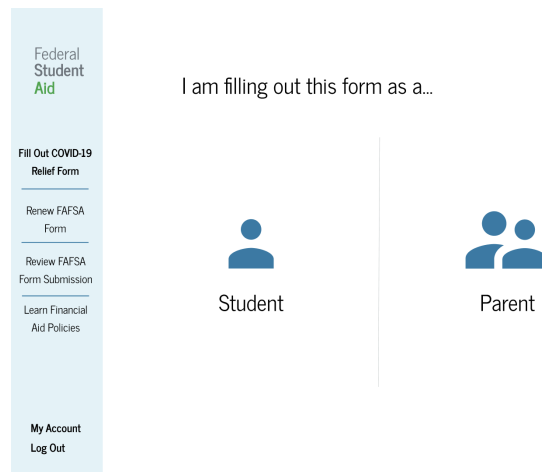 Federal
Student
Aid
Fill Out COVID-19
Relief Form
Renew FAFSA
Form
Review FAFSA
Form Submission
Learn Financial
Aid Policies
My Account
Log Out
I am filling out this form as a...
Student
Parent